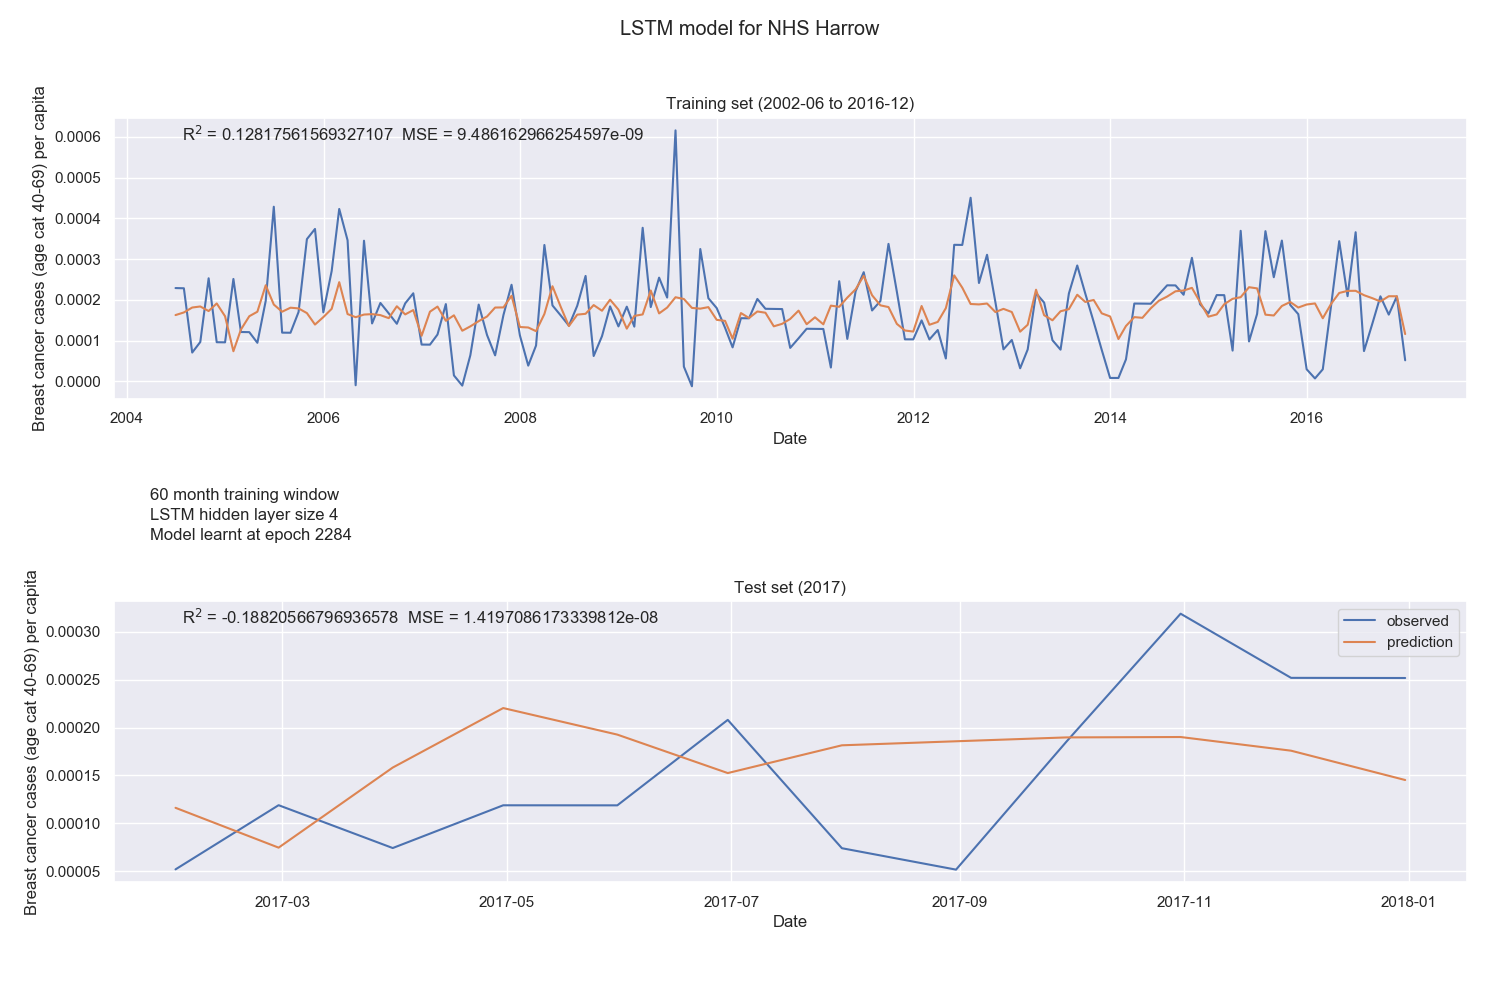 LSTM model for NHS Harrow
Training set (2002-06 to 2016-12)
R² = 0.12817561569327107 MSE = 9.486162966254597e-09
Breast cancer cases (age cat 40-69) per capita
0.0006
0.0005
0.0004
0.0003
0.0002
0.0001
0.0000
2004 2006 2008 2010 2012 2014 2016
Date
60 month training window
LSTM hidden layer size 4
Model learnt at epoch 2284
Test set (2017)
R² = -0.18820566796936578 MSE = 1.4197086173339812e-08
observed
prediction
Breast cancer cases (age cat 40-69) per capita
0.00030
0.00025
0.00020
0.00015
0.00010
0.00005
2017-03 2017-05 2017-07 2017-09 2017-11 2018-01
Date